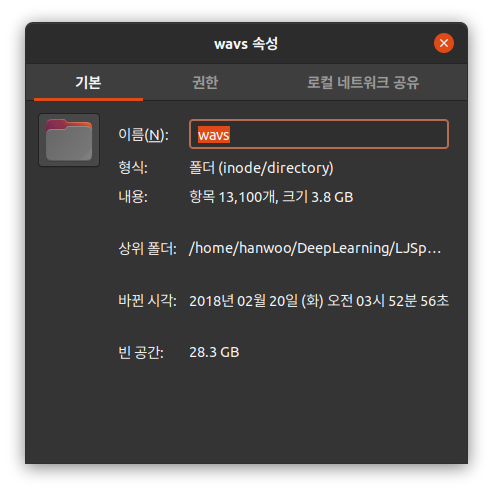 wavs 속성
기본 권한 로컬 네트워크 공유
이름(N): wavs
형식: 폴더 (inode/directory)
내용: 항목 13,100개, 크기 3.8 GB
상위 폴더: /home/hanwoo/DeepLearning/LJSp…
바뀐 시각: 2018년 02월 20일 (화) 오전 03시 52분 56초
빈 공간: 28.3 GB